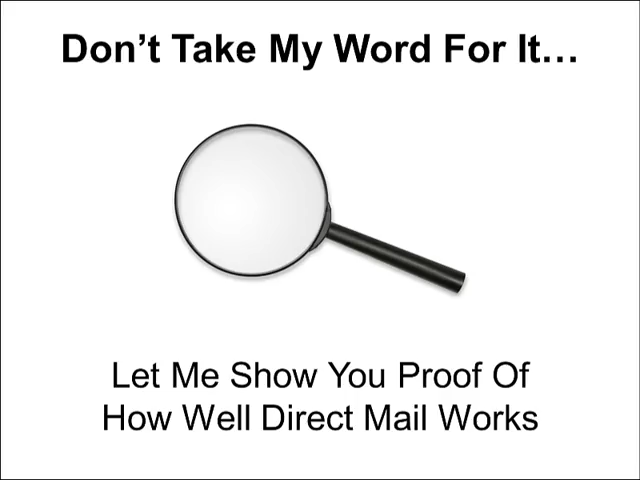 Don’t Take My Word For It…
Let Me Show You Proof Of
How Well Direct Mail Works